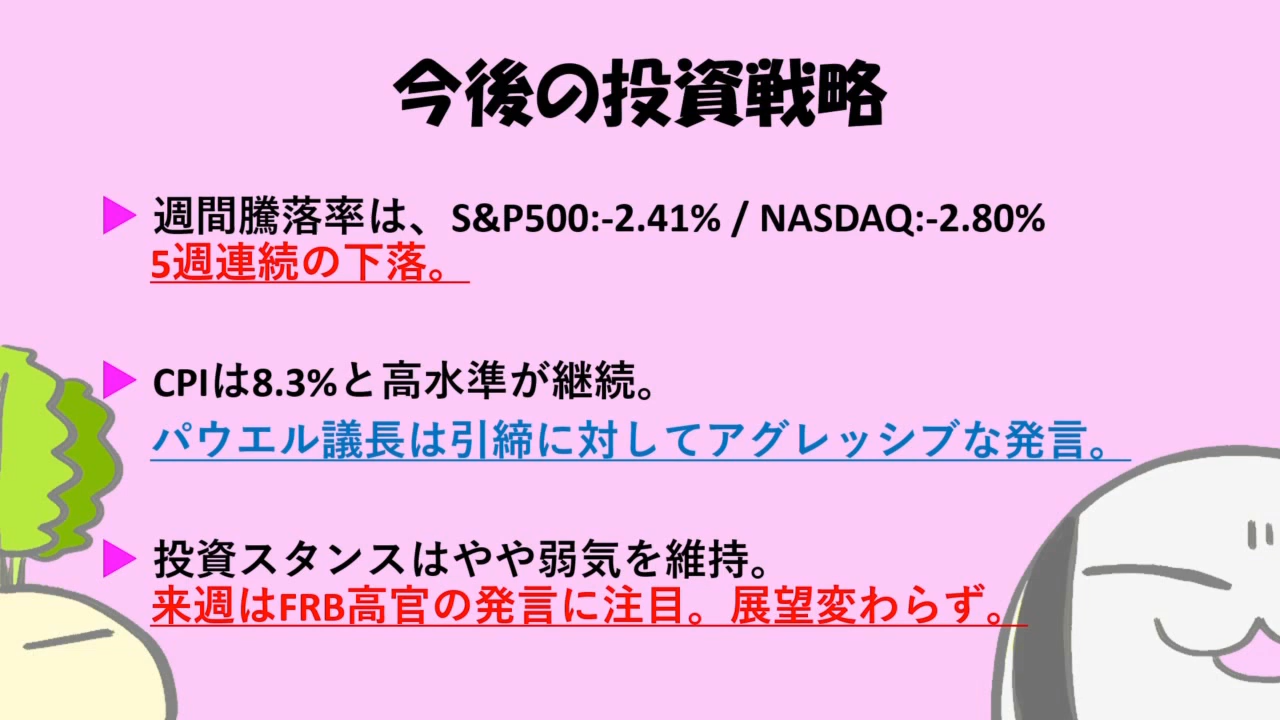 今後の投資戦略
週間騰落率は、S&P500:-2.41% / NASDAQ:-2.80%
5週連続の下落。
CPIは8.3%と高水準が継続。
パウエル議長は引締に対してアグレッシブな発言。
投資スタンスはやや弱気を維持。
来週はFRB高官の発言に注目。展望変わらず。